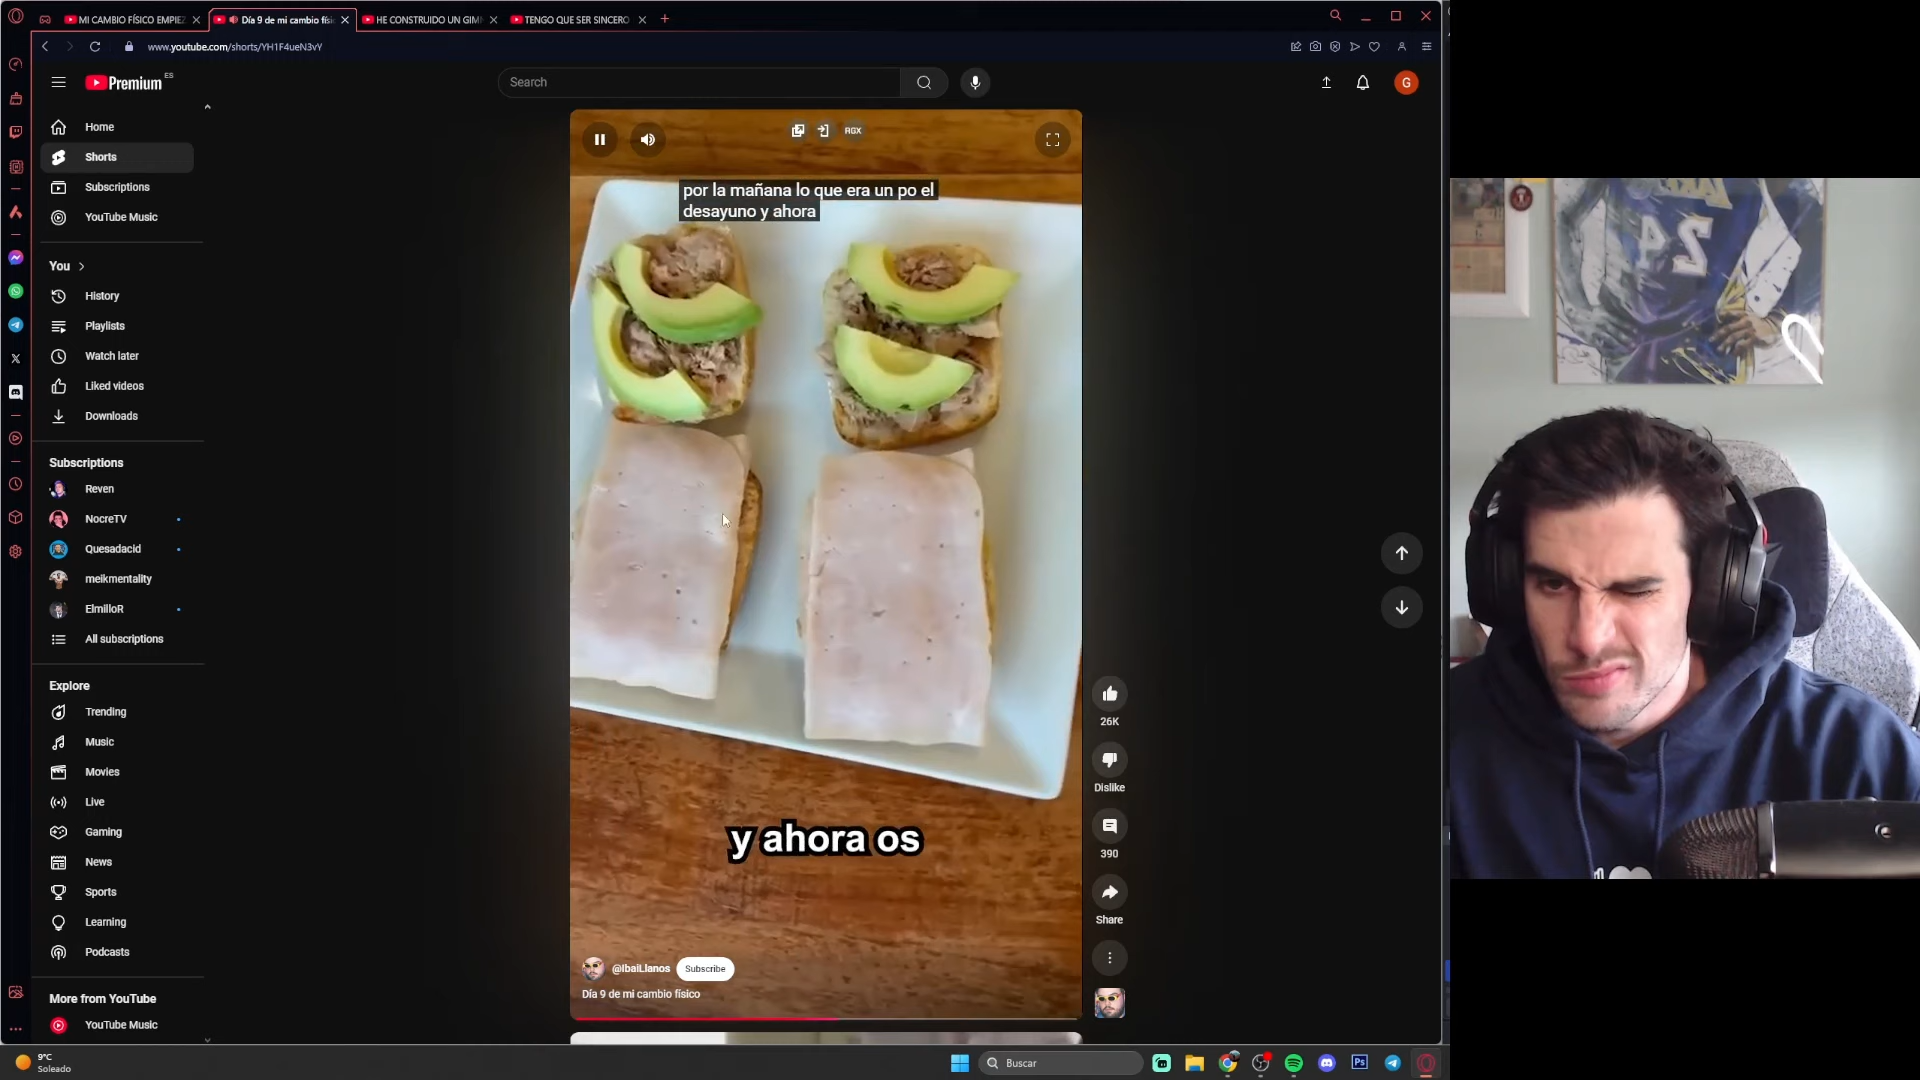 MI CAMBIO FÍSICO EMPIEZ
Día 9 de mi cambio físi
HE CONSTRUIDO UN GIM
TENGO QUE SER SINCERO
www.youtube.com/shorts/YH1F4ueN3vY
Premium
ES
Search
G
Home
Shorts
Subscriptions
YouTube Music
You
History
Playlists
Watch later
Liked videos
Downloads
Subscriptions
Reven
NocreTV
Quesadacid
meikmentality
ElmilloR
All subscriptions
Explore
Trending
Music
Movies
Live
Gaming
News
Sports
Learning
Podcasts
More from YouTube
YouTube Music
RGX
por la mañana lo que era un po el
desayuno y ahora
y ahora os
@IbaiLlanos
Subscribe
Día 9 de mi cambio físico
26K
Dislike
390
Share
24
9°C
Soleado
Buscar
Ps